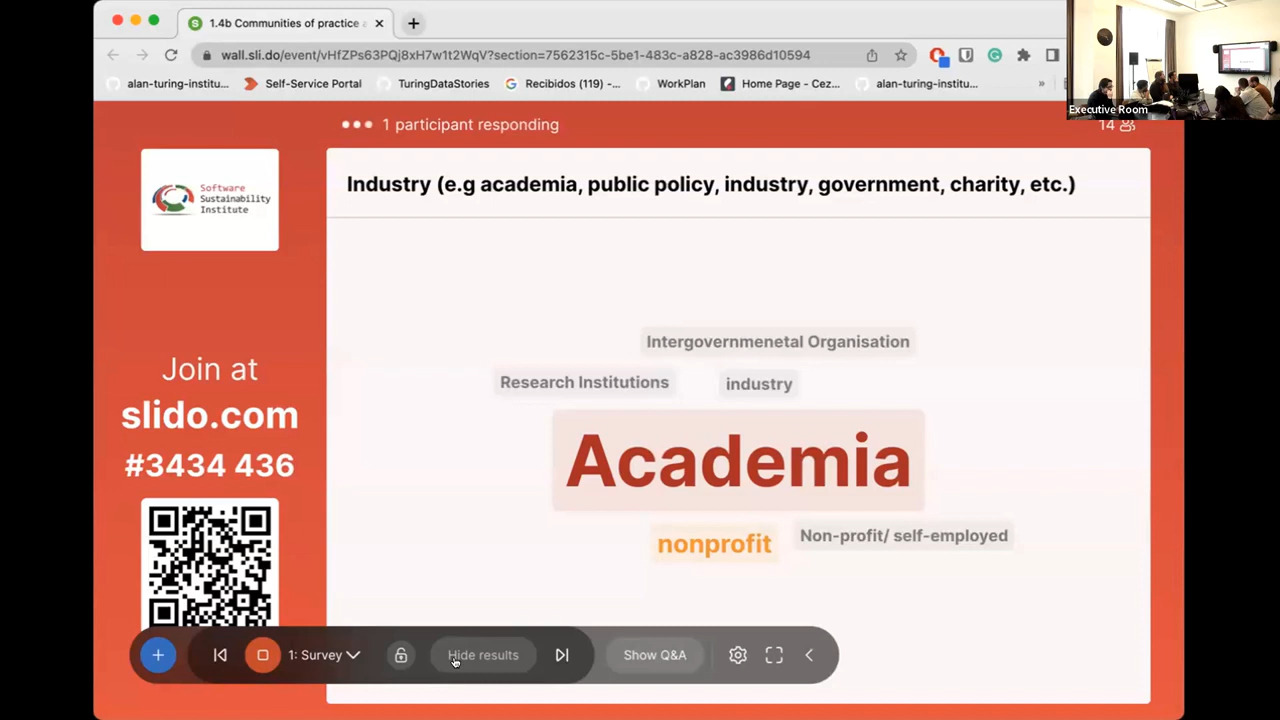 1.4b Communities of practice
wall.sli.do/event/vHfZPs63PQj8xH7w1t2WqV?section=7562315c-5be1-483c-a828-ac3986d10594
alan-turing-institu...
Self-Service Portal
TuringDataStories
Recibidos (119) -...
WorkPlan
Home Page - Cez...
alan-turing-institu...
»
Executive Room
1 participant responding
14
Software
Sustainability
Institute
Industry (e.g academia, public policy, industry, government, charity, etc.)
Intergovernmenetal Organisation
Research Institutions
industry
Academia
nonprofit
Non-profit/ self-employed
Join at
slido.com
#3434 436
1: Survey
Hide results
Show Q&A